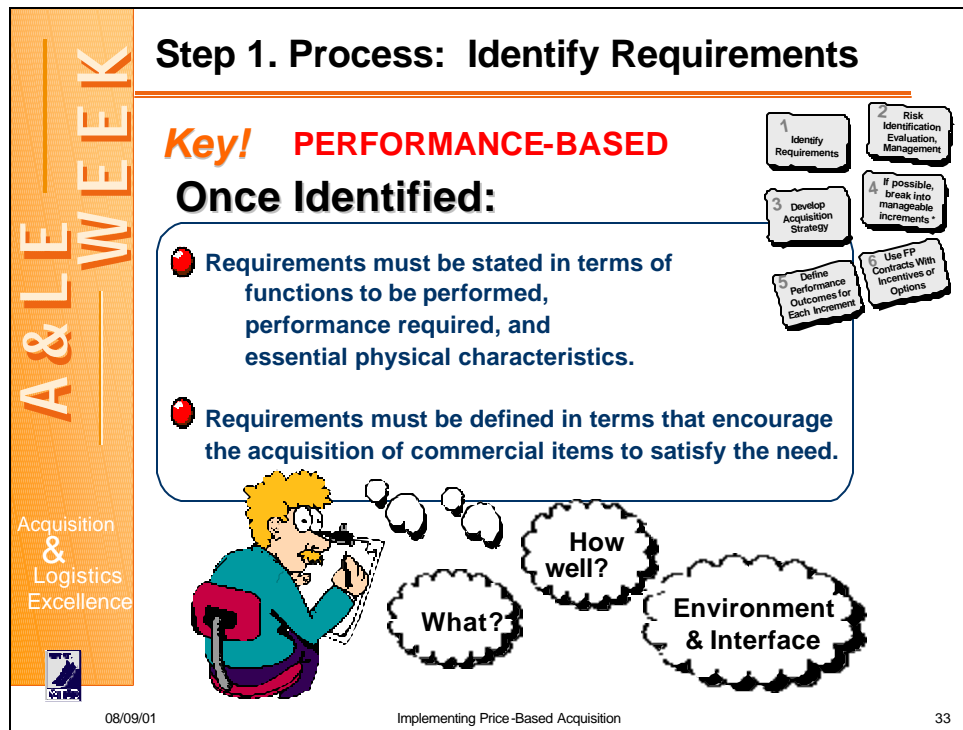 Step 1. Process: Identify Requirements
A & LE WEEK
Key! PERFORMANCE-BASED
Once Identified:
1
Identify
Requirements
2
Risk
Identification
Evaluation,
Management
3
Develop
Acquisition
Strategy
4
If possible,
break into
manageable
increments *
5
Define
Performance
Outcomes for
Each Increment
6
Use FP
Contracts With
Incentives or
Options
Requirements must be stated in terms of
functions to be performed,
performance required, and
essential physical characteristics.
Requirements must be defined in terms that encourage
the acquisition of commercial items to satisfy the need.
What?
How
well?
Environment
& Interface
Acquisition
&
Logistics
Excellence
08/09/01
Implementing Price-Based Acquisition
33